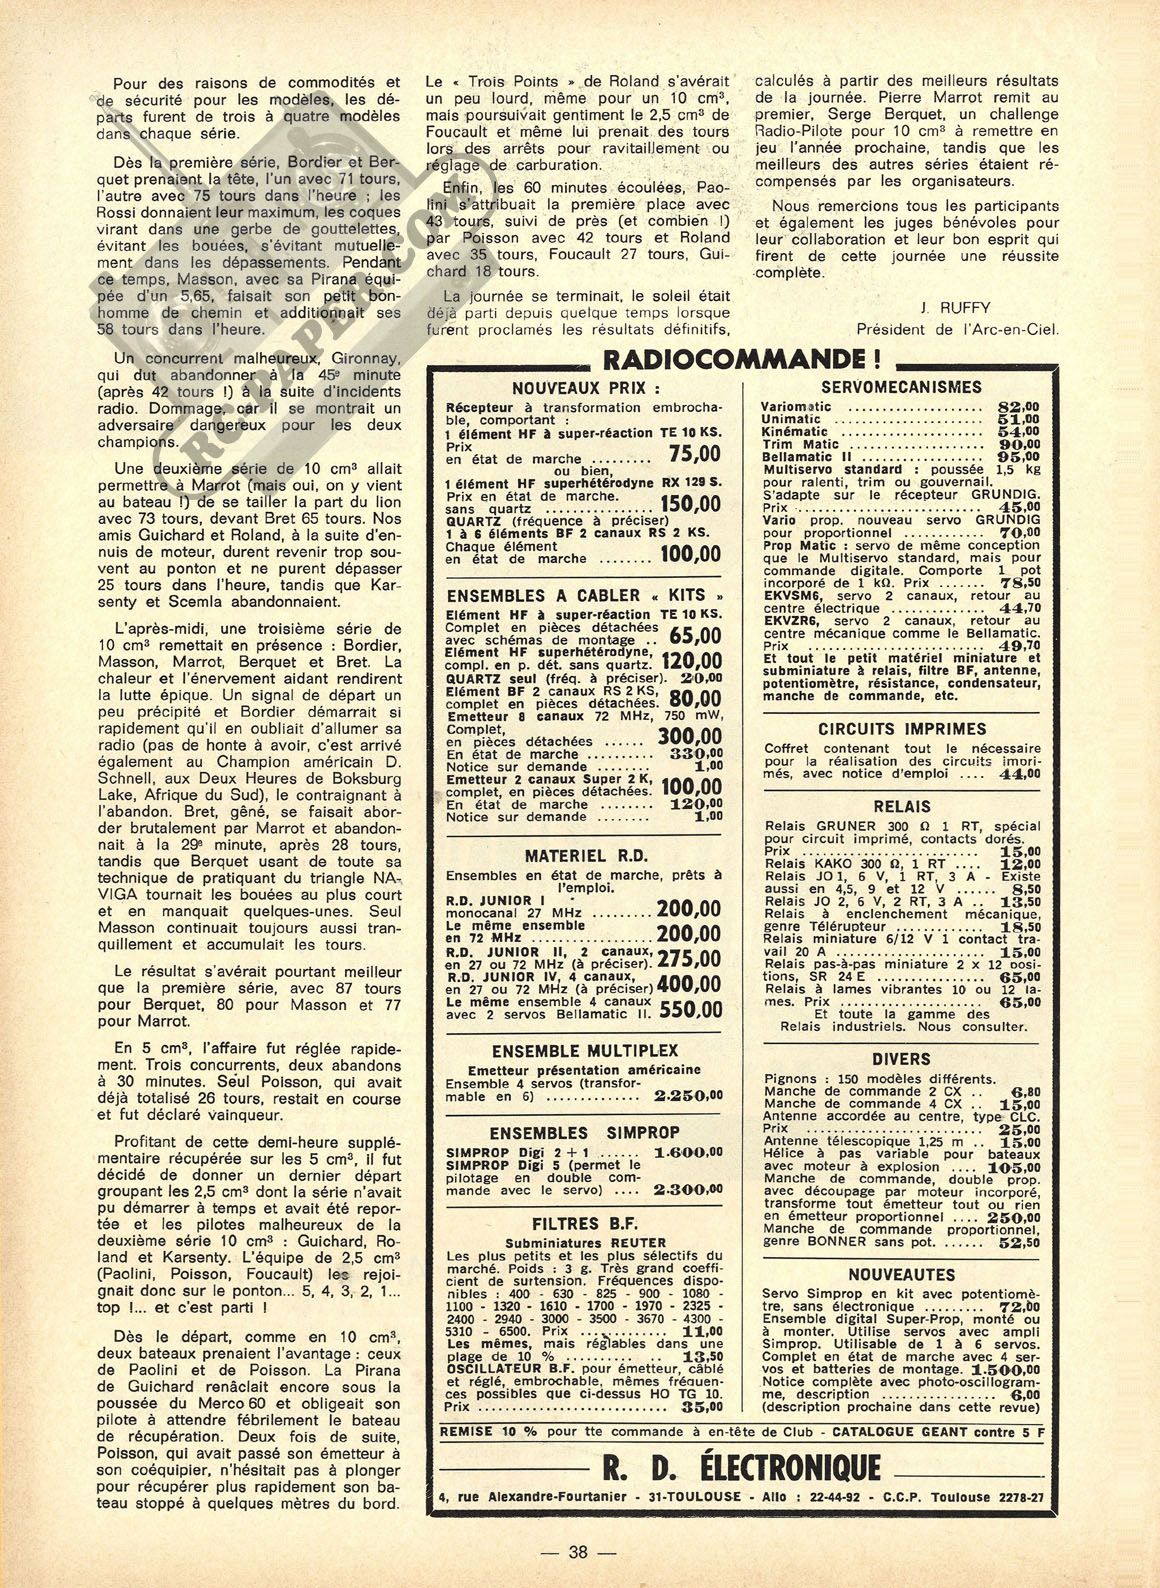 Pour des raisons de commodités et
de sécurité pour les modèles, les dé-
parts furent de trois à quatre modèles
dans chaque série.
Dès la première série, Bordier et Ber-
quet prenaient la tête, l'un avec 71 tours,
l'autre avec 75 tours dans l'heure ; les
Rossi donnaient leur maximum, les coques
virant dans une gerbe de gouttelettes,
évitant les bouées, s'évitant mutuelle-
ment dans les dépassements. Pendant
ce temps, Masson, avec sa Pirana équi-
pée d'un 5,65, faisait son petit bon-
homme de chemin et additionnait ses
58 tours dans l'heure.
Un concurrent malheureux, Gironnay,
qui dut abandonner à la 45e minute
(après 42 tours !) à la suite d'incidents
radio. Dommage, car il se montrait un
adversaire dangereux pour les deux
champions.
Une deuxième série de 10 cm³ allait
permettre à Marrot (mais oui, on y vient
au bateau !) de se tailler la part du lion
avec 73 tours, devant Bret 65 tours. Nos
amis Guichard et Roland, à la suite d'en-
nuis de moteur, durent revenir trop sou-
vent au ponton et ne purent dépasser
25 tours dans l'heure, tandis que Kar-
senty et Scemla abandonnaient.
L'après-midi, une troisième série de
10 cm³ remettait en présence : Bordier,
Masson, Marrot, Berquet et Bret. La
chaleur et l'énervement aidant rendirent
la lutte épique. Un signal de départ un
peu précipité et Bordier démarrait si
rapidement qu'il en oubliait d'allumer sa
radio (pas de honte à avoir, c'est arrivé
également au Champion américain D.
Schnell, aux Deux Heures de Boksburg
Lake, Afrique du Sud), le contraignant à
l'abandon. Bret, gêné, se faisait abor-
der brutalement par Marrot et abandon-
nait à la 29e minute, après 28 tours,
tandis que Berquet usant de toute sa
technique de pratiquant du triangle NA-
VIGA tournait les bouées au plus court
et en manquait quelques-unes. Seul
Masson continuait toujours aussi tran-
quillement et accumulait les tours.
Le résultat s'avérait pourtant meilleur
que la première série, avec 87 tours
pour Berquet, 80 pour Masson et 77
pour Marrot.
En 5 cm³, l'affaire fut réglée rapide-
ment. Trois concurrents, deux abandons
à 30 minutes. Seul Poisson, qui avait
déjà totalisé 26 tours, restait en course
et fut déclaré vainqueur.
Profitant de cette demi-heure supplé-
mentaire récupérée sur les 5 cm³, il fut
décidé de donner un dernier départ
groupant les 2,5 cm³ dont la série n'avait
pu démarrer à temps et avait été repor-
tée et les pilotes malheureux de la
deuxième série 10 cm³ : Guichard, Ro-
land et Karsenty. L'équipe de 2,5 cm³
(Paolini, Poisson, Foucault) les rejoi-
gnait donc sur le ponton... 5, 4, 3, 2, 1...
top !... et c'est parti !
Dès le départ, comme en 10 cm³,
deux bateaux prenaient l'avantage : ceux
de Paolini et de Poisson. La Pirana
de Guichard renâclait encore sous la
poussée du Merco 60 et obligeait son
pilote à attendre fébrilement le bateau
de récupération. Deux fois de suite,
Poisson, qui avait passé son émetteur à
son coéquipier, n'hésitait pas à plonger
pour récupérer plus rapidement son ba-
teau stoppé à quelques mètres du bord.
Le « Trois Points » de Roland s'avérait
un peu lourd, même pour un 10 cm³,
mais poursuivait gentiment le 2,5 cm³ de
Foucault et même lui prenait des tours
lors des arrêts pour ravitaillement ou
réglage de carburation.
Enfin, les 60 minutes écoulées, Pao-
lini s'attribuait la première place avec
43 tours, suivi de près (et combien !)
par Poisson avec 42 tours et Roland
avec 35 tours, Foucault 27 tours, Gui-
chard 18 tours.
La journée se terminait, le soleil était
déjà parti depuis quelque temps lorsque
furent proclamés les résultats définitifs,
calculés à partir des meilleurs résultats
de la journée. Pierre Marrot remit au
premier, Serge Berquet, un challenge
Radio-Pilote pour 10 cm³ à remettre en
jeu l'année prochaine, tandis que les
meilleurs des autres séries étaient ré-
compensés par les organisateurs.
Nous remercions tous les participants
et également les juges bénévoles pour
leur collaboration et leur bon esprit qui
firent de cette journée une réussite
complète.
J. RUFFY
Président de l'Arc-en-Ciel.
RC-PAPER.COM
RADIOCOMMANDE !
NOUVEAUX PRIX :
Récepteur à transformation embrocha-
ble, comportant :
1 élément HF à super-réaction TE 10 KS.
Prix
en état de marche ......... 75,00
ou bien,
1 élément HF superhétérodyne RX 129 S.
Prix en état de marche.
sans quartz ............... 150,00
QUARTZ (fréquence à préciser)
1 à 6 éléments BF 2 canaux RS 2 KS.
Chaque élément
en état de marche ........ 100,00
ENSEMBLES A CABLER « KITS »
Elément HF à super-réaction TE 10 KS.
Complet en pièces détachées
avec schémas de montage .. 65,00
Elément HF superhétérodyne,
compl. en p. dét. sans quartz. 120,00
QUARTZ seul (fréq. à préciser). 20,00
Elément BF 2 canaux RS 2 KS,
complet en pièces détachées. 80,00
Emetteur 8 canaux 72 MHz, 750 mW,
Complet,
en pièces détachées ...... 300,00
En état de marche .......... 330,00
Notice sur demande ........ 1,00
Emetteur 2 canaux Super 2 K,
complet, en pièces détachées. 100,00
En état de marche ........ 120,00
Notice sur demande ........ 1,00
MATERIEL R.D.
Ensembles en état de marche, prêts à
l'emploi.
R.D. JUNIOR I
monocanal 27 MHz ......... 200,00
Le même ensemble
en 72 MHz ................ 200,00
R.D. JUNIOR II, 2 canaux,
en 27 ou 72 MHz (à préciser). 275,00
R.D. JUNIOR IV, 4 canaux,
en 27 ou 72 MHz (à préciser) 400,00
Le même ensemble 4 canaux
avec 2 servos Bellamatic II. 550,00
ENSEMBLE MULTIPLEX
Emetteur présentation américaine
Ensemble 4 servos (transfor-
mable en 6) .............. 2.250,00
ENSEMBLES SIMPROP
SIMPROP Digi 2 + 1 ...... 1.600,00
SIMPROP Digi 5 (permet le
pilotage en double com-
mande avec le servo) .... 2.300,00
FILTRES B.F.
Subminiatures REUTER
Les plus petits et les plus sélectifs du
marché. Poids : 3 g. Très grand coeffi-
cient de surtension. Fréquences dispo-
nibles : 400 - 630 - 825 - 900 - 1080 -
1100 - 1320 - 1610 - 1700 - 1970 - 2325 -
2400 - 2940 - 3000 - 3500 - 3670 - 4300 -
5310 - 6500. Prix ............ 11,00
Les mêmes, mais réglables dans une
plage de 10 % ............ 13,50
OSCILLATEUR B.F. pour émetteur, câblé
et réglé, embrochable, mêmes fréquen-
ces possibles que ci-dessus HO TG 10.
Prix ........................... 35,00
SERVOMECANISMES
Variomatic .................... 82,00
Unimatic ...................... 51,00
Kinématic ..................... 54,00
Trim Matic .................... 90,00
Bellamatic II ................. 95,00
Multiservo standard : poussée 1,5 kg
pour ralenti, trim ou gouvernail.
S'adapte sur le récepteur GRUNDIG.
Prix .......................... 45,00
Vario prop. nouveau servo GRUNDIG
pour proportionnel ........... 70,00
Prop Matic : servo de même conception
que le Multiservo standard, mais pour
commande digitale. Comporte 1 pot
incorporé de 1 kΩ. Prix ....... 78,50
EKVSM6, servo 2 canaux, retour au
centre électrique .............. 44,70
EKVZR6, servo 2 canaux, retour au
centre mécanique comme le Bellamatic.
Prix .......................... 49,70
Et tout le petit matériel miniature et
subminiature à relais, filtre BF, antenne,
potentiomètre, résistance, condensateur,
manche de commande, etc.
CIRCUITS IMPRIMES
Coffret contenant tout le nécessaire
pour la réalisation des circuits impri-
més, avec notice d'emploi .... 44,00
RELAIS
Relais GRUNER 300 Ω 1 RT, spécial
pour circuit imprimé, contacts dorés.
Prix .......................... 15,00
Relais KAKO 300 Ω, 1 RT .... 12,00
Relais JO 1, 6 V, 1 RT, 3 A - Existe
aussi en 4,5, 9 et 12 V ...... 8,50
Relais JO 2, 6 V, 2 RT, 3 A .. 13,50
Relais à enclenchement mécanique,
genre Télérupteur ............. 18,50
Relais miniature 6/12 V 1 contact tra-
vail 20 A ...................... 15,00
Relais pas-à-pas miniature 2 x 12 posi-
tions, SR 24 E ................. 65,00
Relais à lames vibrantes 10 ou 12 la-
mes. Prix ..................... 65,00
Et toute la gamme des
Relais industriels. Nous consulter.
DIVERS
Pignons : 150 modèles différents.
Manche de commande 2 CX .. 6,80
Manche de commande 4 CX .. 15,00
Antenne accordée au centre, type CLC.
Prix .......................... 25,00
Antenne télescopique 1,25 m .. 15,00
Hélice à pas variable pour bateaux
avec moteur à explosion .... 105,00
Manche de commande, double prop.
avec découpage par moteur incorporé,
transforme tout émetteur tout ou rien
en émetteur proportionnel .... 250,00
Manche de commande proportionnel,
genre BONNER sans pot. ...... 52,50
NOUVEAUTES
Servo Simprop en kit avec potentiomè-
tre, sans électronique ......... 72,00
Ensemble digital Super-Prop, monté ou
à monter. Utilise servos avec ampli
Simprop. Utilisable de 1 à 6 servos.
Complet en état de marche avec 4 ser-
vos et batteries de montage. 1.500,00
Notice complète avec photo-oscillogram-
me, description ................. 6,00
(description prochaine dans cette revue)
REMISE 10 % pour tte commande à en-tête de Club - CATALOGUE GEANT contre 5 F
R. D. ÉLECTRONIQUE
4, rue Alexandre-Fourtanier - 31-TOULOUSE - Allo : 22-44-92 - C.C.P. Toulouse 2278-27
— 38 —